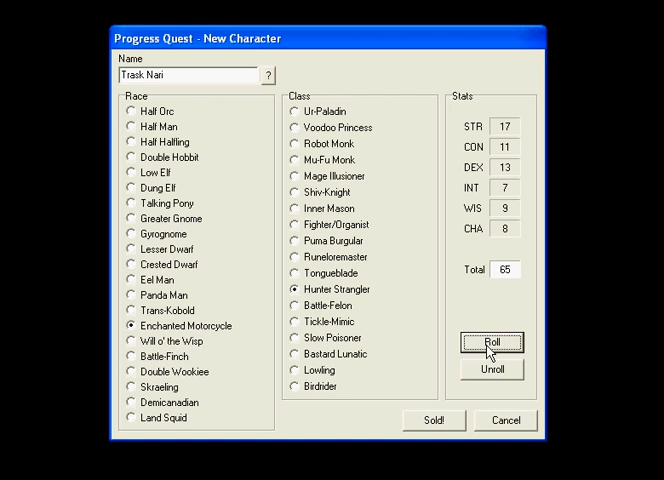 Progress Quest - New Character
Name
Trask Nari
?
Race
Half Orc
Half Man
Half Halfling
Double Hobbit
Low Elf
Dung Elf
Talking Pony
Greater Gnome
Gyrognome
Lesser Dwarf
Crested Dwarf
Eel Man
Panda Man
Trans-Kobold
Enchanted Motorcycle
Will o' the Wisp
Battle-Finch
Double Wookiee
Skraeling
Demicanadian
Land Squid
Class
Ur-Paladin
Voodoo Princess
Robot Monk
Mu-Fu Monk
Mage Illusioner
Shiv-Knight
Inner Mason
Fighter/Organist
Puma Burgular
Runeloremaster
Tongueblade
Hunter Strangler
Battle-Felon
Tickle-Mimic
Slow Poisoner
Bastard Lunatic
Lowling
Birdrider
Stats
STR 17
CON 11
DEX 13
INT 7
WIS 9
CHA 8
Total 65
Roll
Unroll
Sold! Cancel